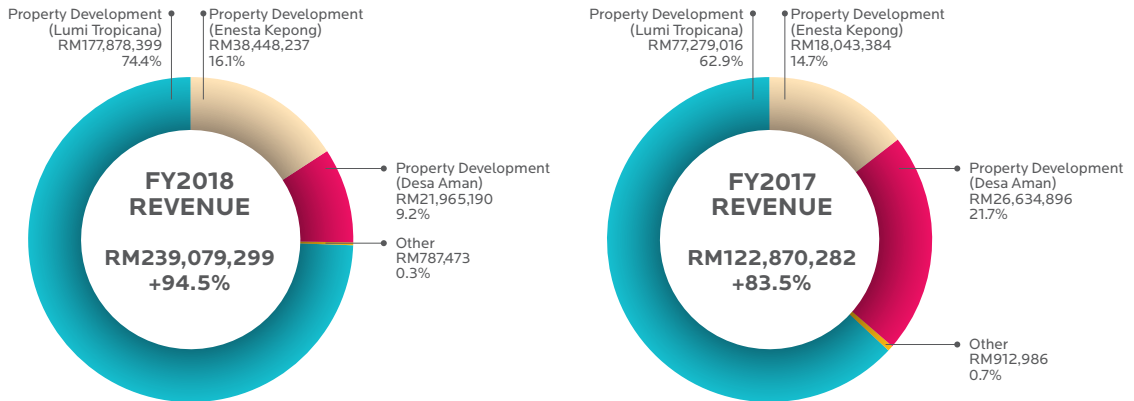 Property Development
(Lumi Tropicana)
RM177,878,399
74.4%
Property Development
(Enesta Kepong)
RM38,448,237
16.1%
Property Development
(Desa Aman)
RM21,965,190
9.2%
Other
RM787,473
0.3%
FY2018
REVENUE
RM239,079,299
+94.5%
Property Development
(Lumi Tropicana)
RM77,279,016
62.9%
Property Development
(Enesta Kepong)
RM18,043,384
14.7%
Property Development
(Desa Aman)
RM26,634,896
21.7%
Other
RM912,986
0.7%
FY2017
REVENUE
RM122,870,282
+83.5%